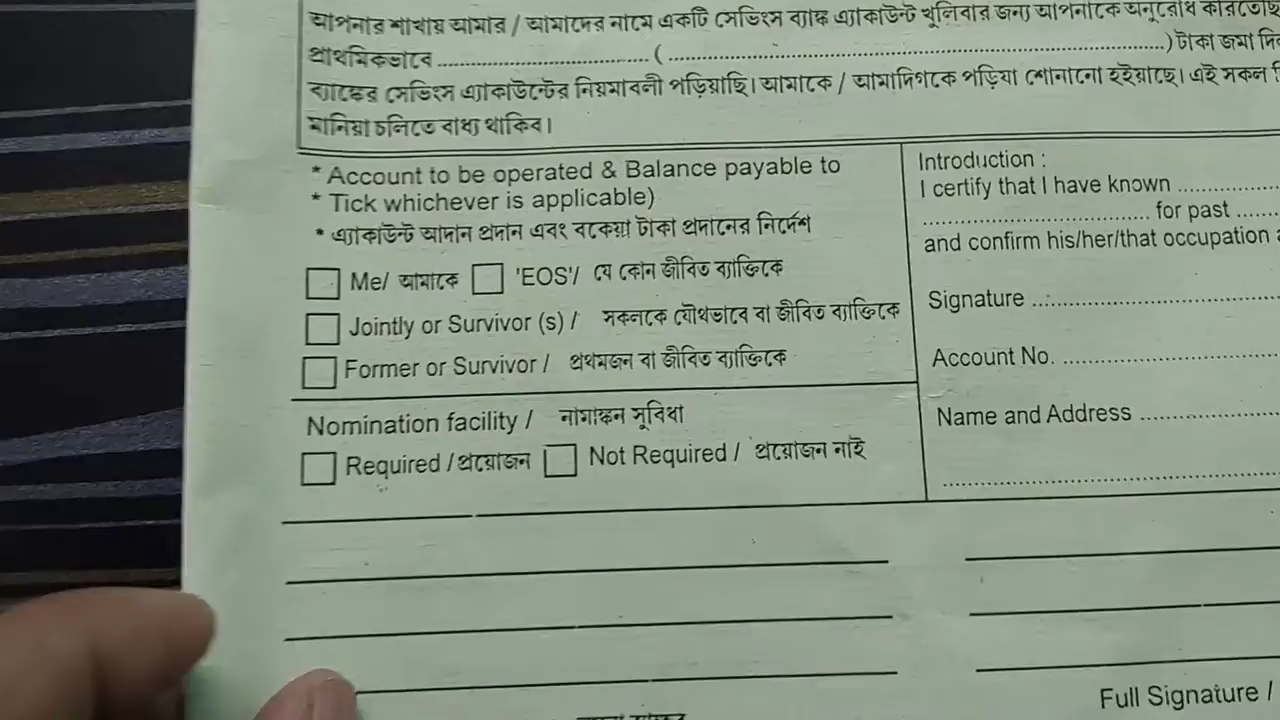 আপনার শাখায় আমার / আমাদের নামে একটি সেভিংস ব্যাঙ্ক এ্যাকাউন্ট খুলিবার জন্য আপনাকে অনুরোধ
প্রাথমিকভাবে ................................ ( ................................................................ ) টাকা জমা
ব্যাঙ্কের সেভিংস এ্যাকাউন্টের নিয়মাবলী পড়িয়াছি। আমাকে / আমাদিগকে পড়িয়া শোনানো হইয়াছে। এই সকল
মানিয়া চলিতে বাধ্য থাকিব।
* Account to be operated & Balance payable to
* Tick whichever is applicable)
* এ্যাকাউন্ট আদান প্রদান এবং বকেয়া টাকা প্রদানের নির্দেশ
Me/ আমাকে 'EOS'/ যে কোন জীবিত ব্যাক্তিকে
Jointly or Survivor (s) / সকলকে যৌথভাবে বা জীবিত ব্যাক্তিকে
Former or Survivor / প্রথমজন বা জীবিত ব্যাক্তিকে
Nomination facility / নামাঙ্কন সুবিধা
Required / প্রয়োজন Not Required / প্রয়োজন নাই
Introduction :
I certify that I have known ..................
................................ for past .......
and confirm his/her/that occupation
Signature ................................
Account No. ................................
Name and Address ....................
................................................
Full Signature /